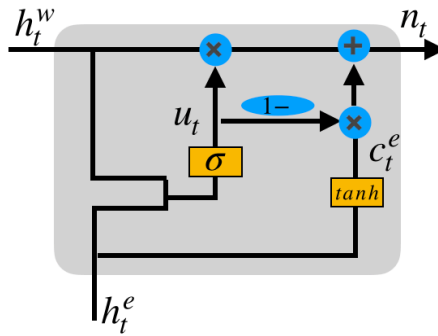 h_t^w n_t
× +
1−
u_t ×
σ c_t^e
tanh
h_t^e